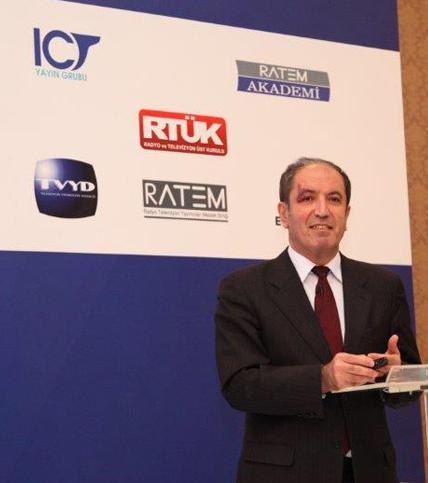 ICT
YAYIN GRUBU
RATEM
AKADEMİ
RTÜK
RADYO ve TELEVİZYON ÜST KURULU
TVYD
RATEM
Radyo Televizyon Yayıncıları Meslek Birliği
E